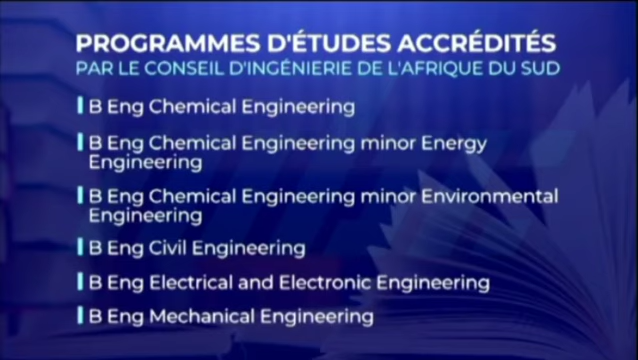 PROGRAMMES D'ÉTUDES ACCRÉDITÉS
PAR LE CONSEIL D'INGÉNIERIE DE L'AFRIQUE DU SUD
B Eng Chemical Engineering
B Eng Chemical Engineering minor Energy
Engineering
B Eng Chemical Engineering minor Environmental
Engineering
B Eng Civil Engineering
B Eng Electrical and Electronic Engineering
B Eng Mechanical Engineering